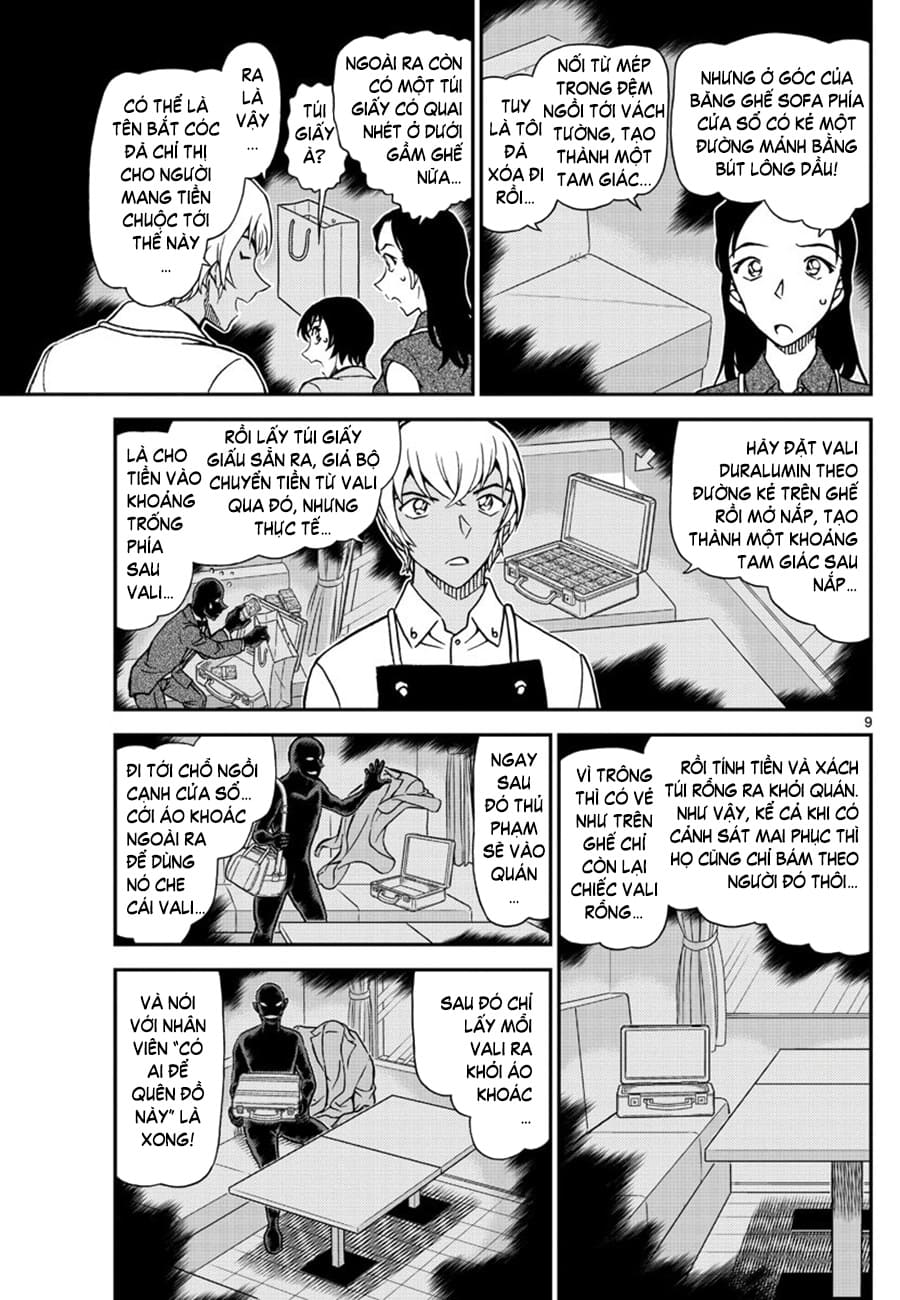 NHƯNG Ở GÓC CỦA
BĂNG GHẾ SOFA PHÍA
CỬA SỔ CÓ KẺ MỘT
ĐƯỜNG MẢNH BẰNG
BÚT LÔNG DẦU!
NỐI TỪ MÉP
TRONG ĐỆM
NGỒI TỚI VÁCH
TƯỜNG, TẠO
THÀNH MỘT
TAM GIÁC...
TUY
LÀ TÔI
ĐÃ
XÓA ĐI
RỒI...
NGOÀI RA CÒN
CÓ MỘT TÚI
GIẤY CÓ QUAI
NHÉT Ở DƯỚI
GẦM GHẾ
NỮA...
TÚI
GIẤY
À?
RA
LÀ
VẬY
...
CÓ THỂ LÀ
TÊN BẮT CÓC
ĐÃ CHỈ THỊ
CHO NGƯỜI
MANG TIỀN
CHUỘC TỚI
THẾ NÀY
...
HÃY ĐẶT VALI
DURALUMIN THEO
ĐƯỜNG KẺ TRÊN GHẾ
RỒI MỞ NẮP, TẠO
THÀNH MỘT KHOẢNG
TAM GIÁC SAU
NẮP...
RỒI LẤY TÚI GIẤY
GIẤU SẴN RA, GIẢ BỘ
CHUYỂN TIỀN TỪ VALI
QUA ĐÓ, NHƯNG
THỰC TẾ...
LÀ CHO
TIỀN VÀO
KHOẢNG
TRỐNG
PHÍA
SAU
VALI...
9
RỒI TÍNH TIỀN VÀ XÁCH
TÚI RỖNG RA KHỎI QUÁN.
NHƯ VẬY, KỂ CẢ KHI CÓ
CẢNH SÁT MAI PHỤC THÌ
HỌ CŨNG CHỈ BÁM THEO
NGƯỜI ĐÓ THÔI...
VÌ TRÔNG
THÌ CÓ VẺ
NHƯ TRÊN
GHẾ CHỈ
CÒN LẠI
CHIẾC VALI
RỖNG...
NGAY
SAU
ĐÓ THỦ
PHẠM
SẼ VÀO
QUÁN
...
ĐI TỚI CHỖ NGỒI
CẠNH CỬA SỔ...
CỞI ÁO KHOÁC
NGOÀI RA
ĐỂ DÙNG
NÓ CHE
CÁI VALI...
SAU ĐÓ CHỈ
LẤY MỖI
VALI RA
KHỎI ÁO
KHOÁC
...
VÀ NÓI
VỚI NHÂN
VIÊN "CÓ
AI ĐỂ
QUÊN ĐỒ
NÀY" LÀ
XONG!